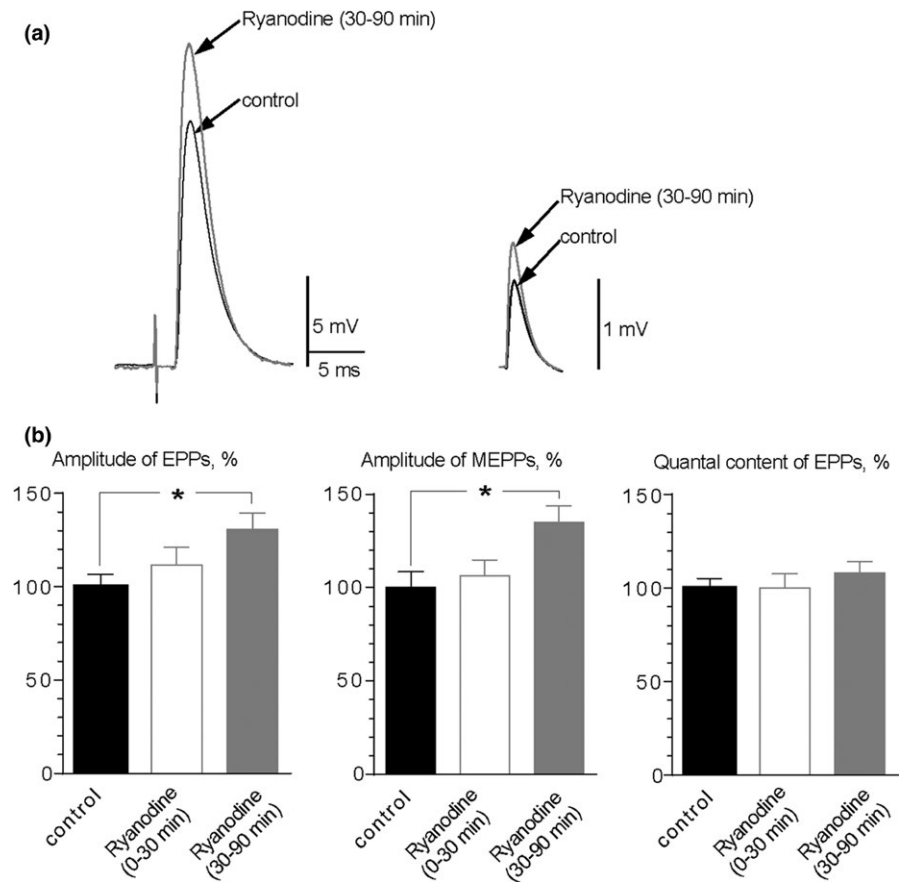 (a)
Ryanodine (30-90 min)
control
5 mV
5 ms
Ryanodine (30-90 min)
control
1 mV
(b)
Amplitude of EPPs, %
150
100
50
0
*
control
Ryanodine
(0-30 min)
Ryanodine
(30-90 min)
Amplitude of MEPPs, %
150
100
50
0
*
control
Ryanodine
(0-30 min)
Ryanodine
(30-90 min)
Quantal content of EPPs, %
150
100
50
0
control
Ryanodine
(0-30 min)
Ryanodine
(30-90 min)